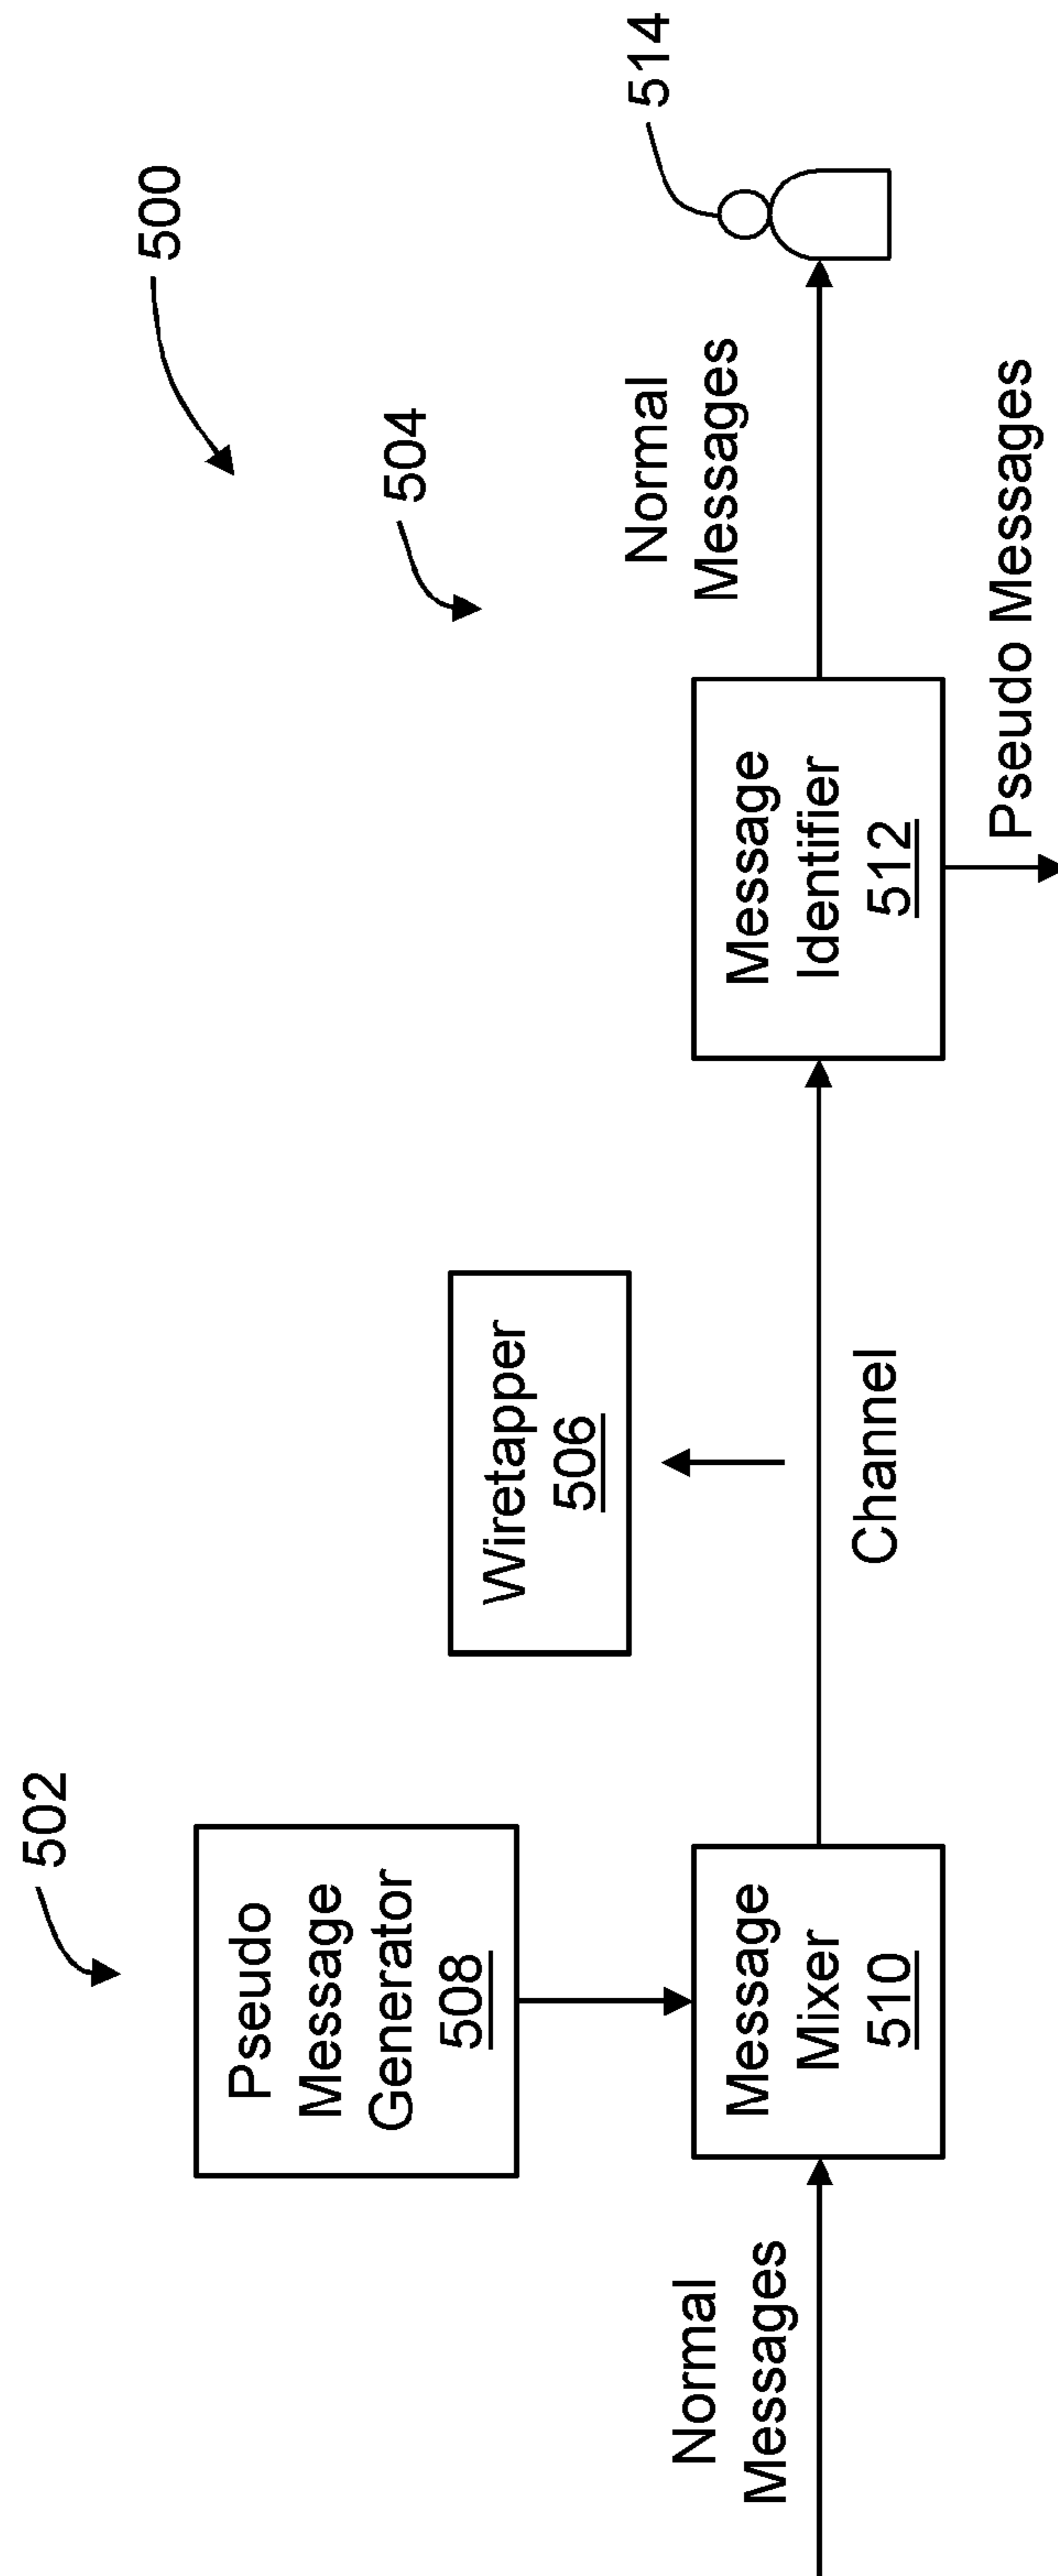 500
502
504
Pseudo
Message
Generator
508
Wiretapper
506
514
Normal
Messages
Message
Mixer
510
Channel
Message
Identifier
512
Normal
Messages
Pseudo Messages